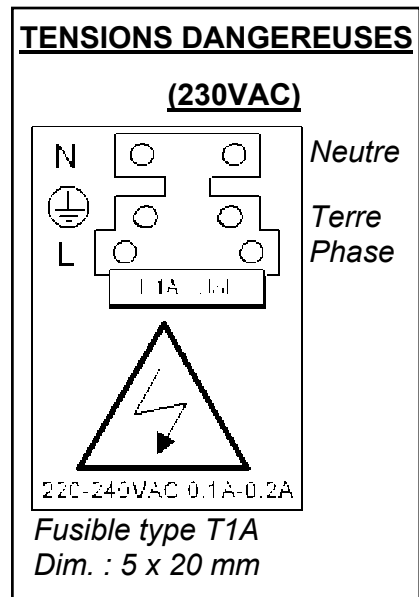 TENSIONS DANGEREUSES
(230VAC)
N Neutre
Terre
L Phase
220-240VAC 0.1A-0.2A
Fusible type T1A
Dim. : 5 x 20 mm